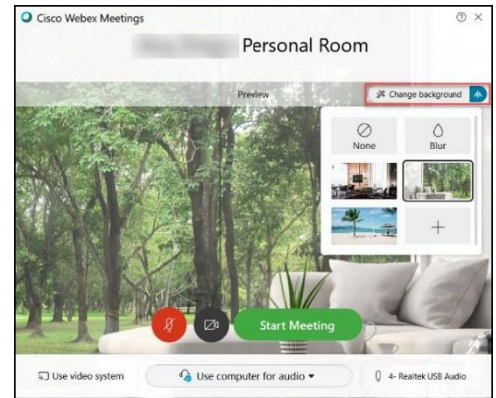 Cisco Webex Meetings
Personal Room
Preview
Change background
None
Blur
Start Meeting
Use video system
Use computer for audio
4- Realtek USB Audio